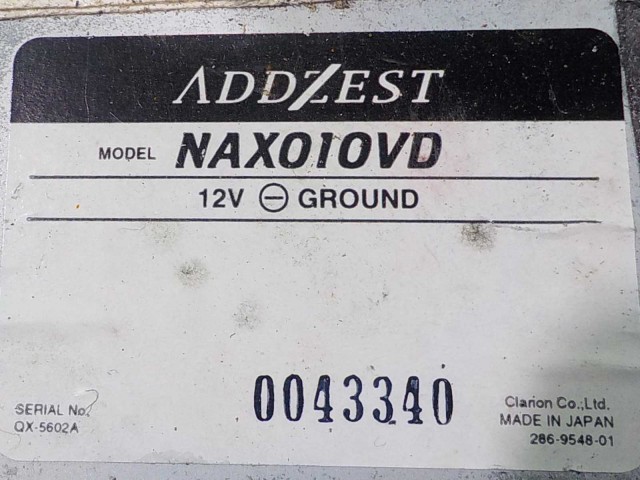 ADDZEST
MODEL NAX010VD
12V ⊖ GROUND
0043340
SERIAL No.
QX-5602A
Clarion Co.,Ltd.
MADE IN JAPAN
286-9548-01